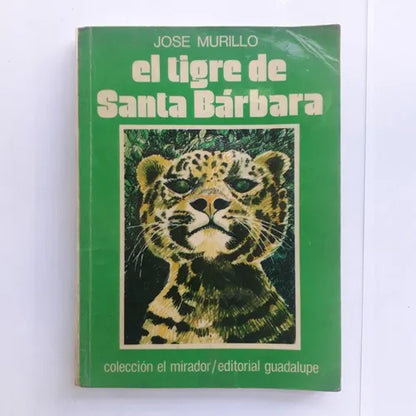 JOSE MURILLO
el tigre de
Santa Bárbara
colección el mirador/editorial guadalupe